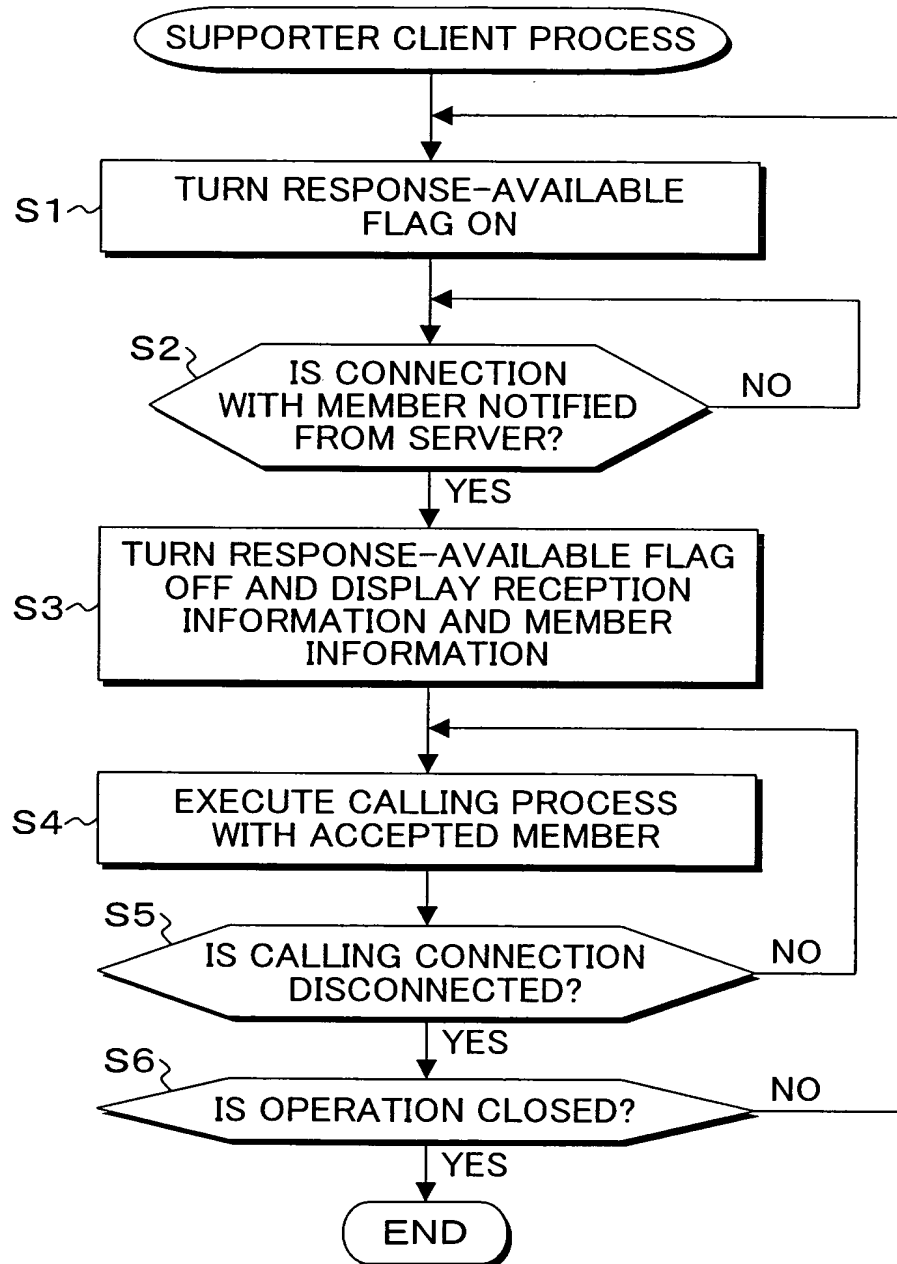 SUPPORTER CLIENT PROCESS
S1
TURN RESPONSE-AVAILABLE
FLAG ON
S2
IS CONNECTION
WITH MEMBER NOTIFIED
FROM SERVER?
NO
YES
S3
TURN RESPONSE-AVAILABLE FLAG
OFF AND DISPLAY RECEPTION
INFORMATION AND MEMBER
INFORMATION
S4
EXECUTE CALLING PROCESS
WITH ACCEPTED MEMBER
S5
IS CALLING CONNECTION
DISCONNECTED?
NO
YES
S6
IS OPERATION CLOSED?
NO
YES
END